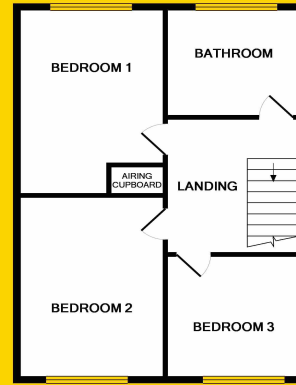 BATHROOM
BEDROOM 1
AIRING
CUPBOARD
LANDING
BEDROOM 2
BEDROOM 3